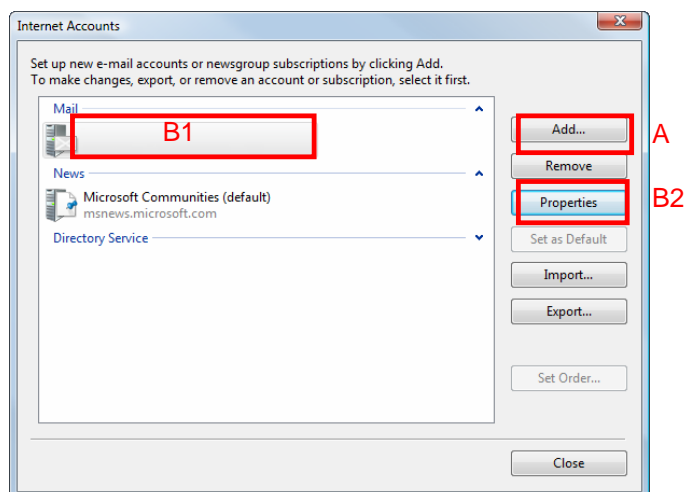 Internet Accounts
Set up new e-mail accounts or newsgroup subscriptions by clicking Add.
To make changes, export, or remove an account or subscription, select it first.
Mail
B1
Add...
A
News
Remove
Microsoft Communities (default)
msnews.microsoft.com
Properties
B2
Directory Service
Set as Default
Import...
Export...
Set Order...
Close